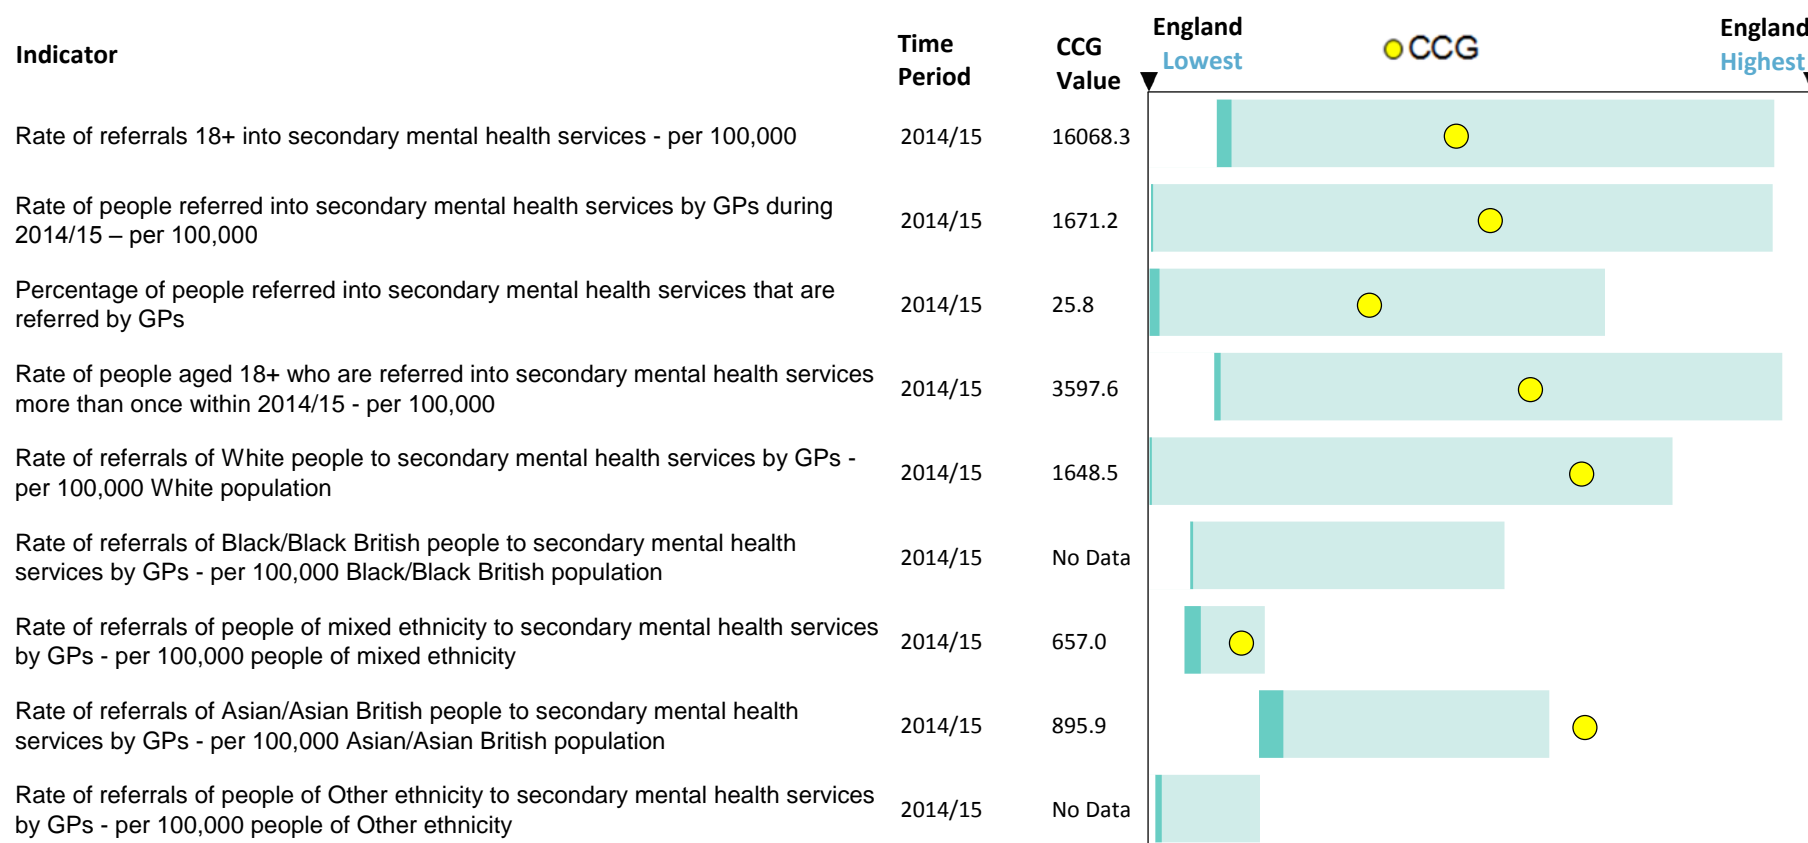 Indicator
Time
Period
CCG
Value
England
Lowest
CCG
England
Highest
Rate of referrals 18+ into secondary mental health services - per 100,000
2014/15
16068.3
Rate of people referred into secondary mental health services by GPs during
2014/15 – per 100,000
2014/15
1671.2
Percentage of people referred into secondary mental health services that are
referred by GPs
2014/15
25.8
Rate of people aged 18+ who are referred into secondary mental health services
more than once within 2014/15 - per 100,000
2014/15
3597.6
Rate of referrals of White people to secondary mental health services by GPs -
per 100,000 White population
2014/15
1648.5
Rate of referrals of Black/Black British people to secondary mental health
services by GPs - per 100,000 Black/Black British population
2014/15
No Data
Rate of referrals of people of mixed ethnicity to secondary mental health services
by GPs - per 100,000 people of mixed ethnicity
2014/15
657.0
Rate of referrals of Asian/Asian British people to secondary mental health
services by GPs - per 100,000 Asian/Asian British population
2014/15
895.9
Rate of referrals of people of Other ethnicity to secondary mental health services
by GPs - per 100,000 people of Other ethnicity
2014/15
No Data